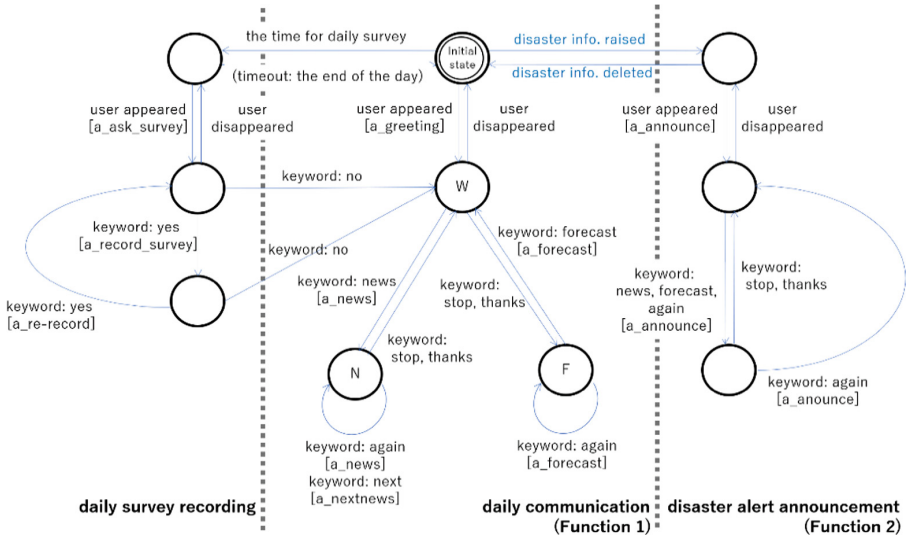 the time for daily survey
Initial
state
disaster info. raised
(timeout: the end of the day)
disaster info. deleted
user appeared
[a_ask_survey]
user
disappeared
user appeared
[a_greeting]
user
disappeared
user appeared
[a_announce]
user
disappeared
keyword: no
W
keyword: yes
[a_record_survey]
keyword: no
keyword: forecast
[a_forecast]
keyword: news
[a_news]
keyword:
stop, thanks
keyword:
news, forecast,
again
[a_announce]
keyword:
stop, thanks
keyword: yes
[a_re-record]
keyword:
stop, thanks
N
F
keyword: again
[a_anounce]
keyword: again
[a_news]
keyword: next
[a_nextnews]
keyword: again
[a_forecast]
daily survey recording
daily communication
(Function 1)
disaster alert announcement
(Function 2)